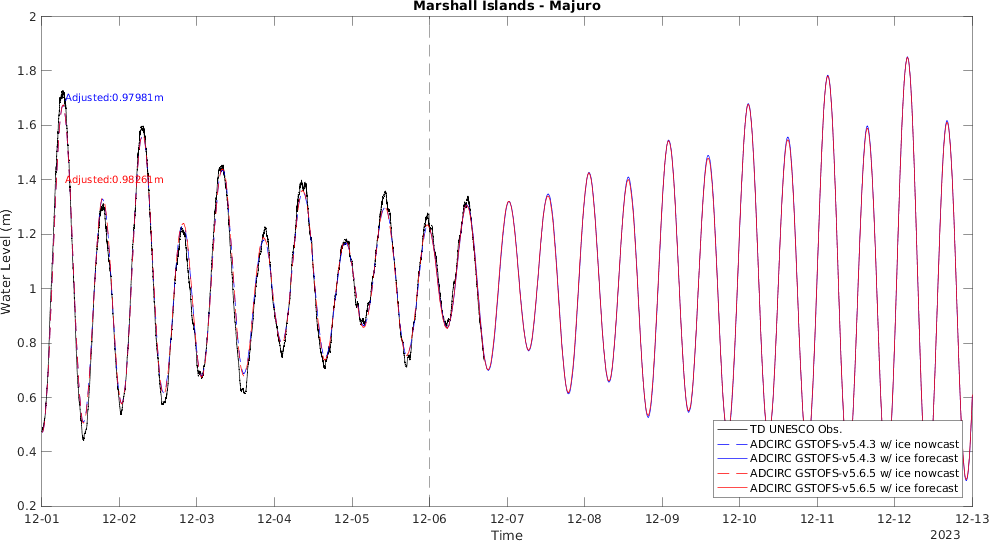 Marshall Islands - Majuro
2
1.8
1.6
1.4
1.2
1
0.8
0.6
0.4
0.2
Water Level (m)
Adjusted:0.97981m
Adjusted:0.98261m
TD UNESCO Obs.
ADCIRC GSTOFS-v5.4.3 w/ ice nowcast
ADCIRC GSTOFS-v5.4.3 w/ ice forecast
ADCIRC GSTOFS-v5.6.5 w/ ice nowcast
ADCIRC GSTOFS-v5.6.5 w/ ice forecast
12-01 12-02 12-03 12-04 12-05 12-06 12-07 12-08 12-09 12-10 12-11 12-12 12-13
Time
2023